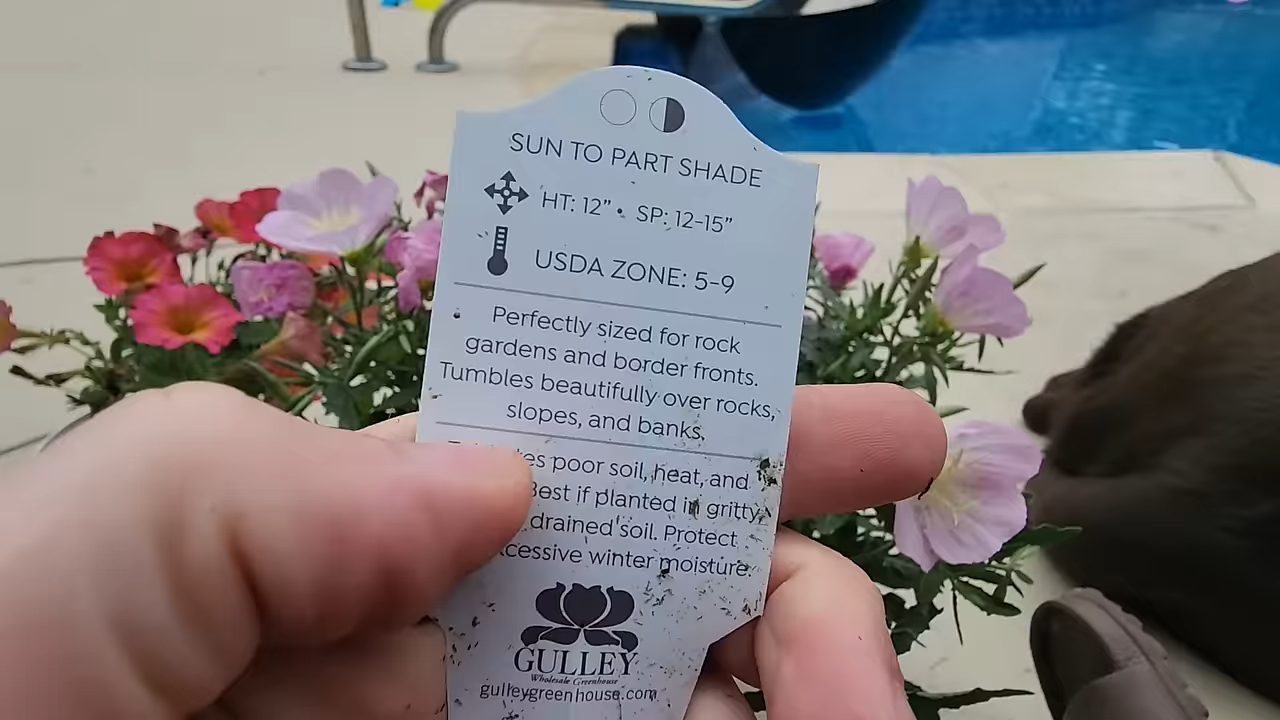 SUN TO PART SHADE
HT: 12" • SP: 12-15"
USDA ZONE: 5-9
Perfectly sized for rock
gardens and border fronts.
Tumbles beautifully over rocks,
slopes, and banks.
poor soil, heat, and
Best if planted in gritty,
drained soil. Protect
winter moisture.
GULLEY
Wholesale Greenhouse
gulleygreenhouse.com